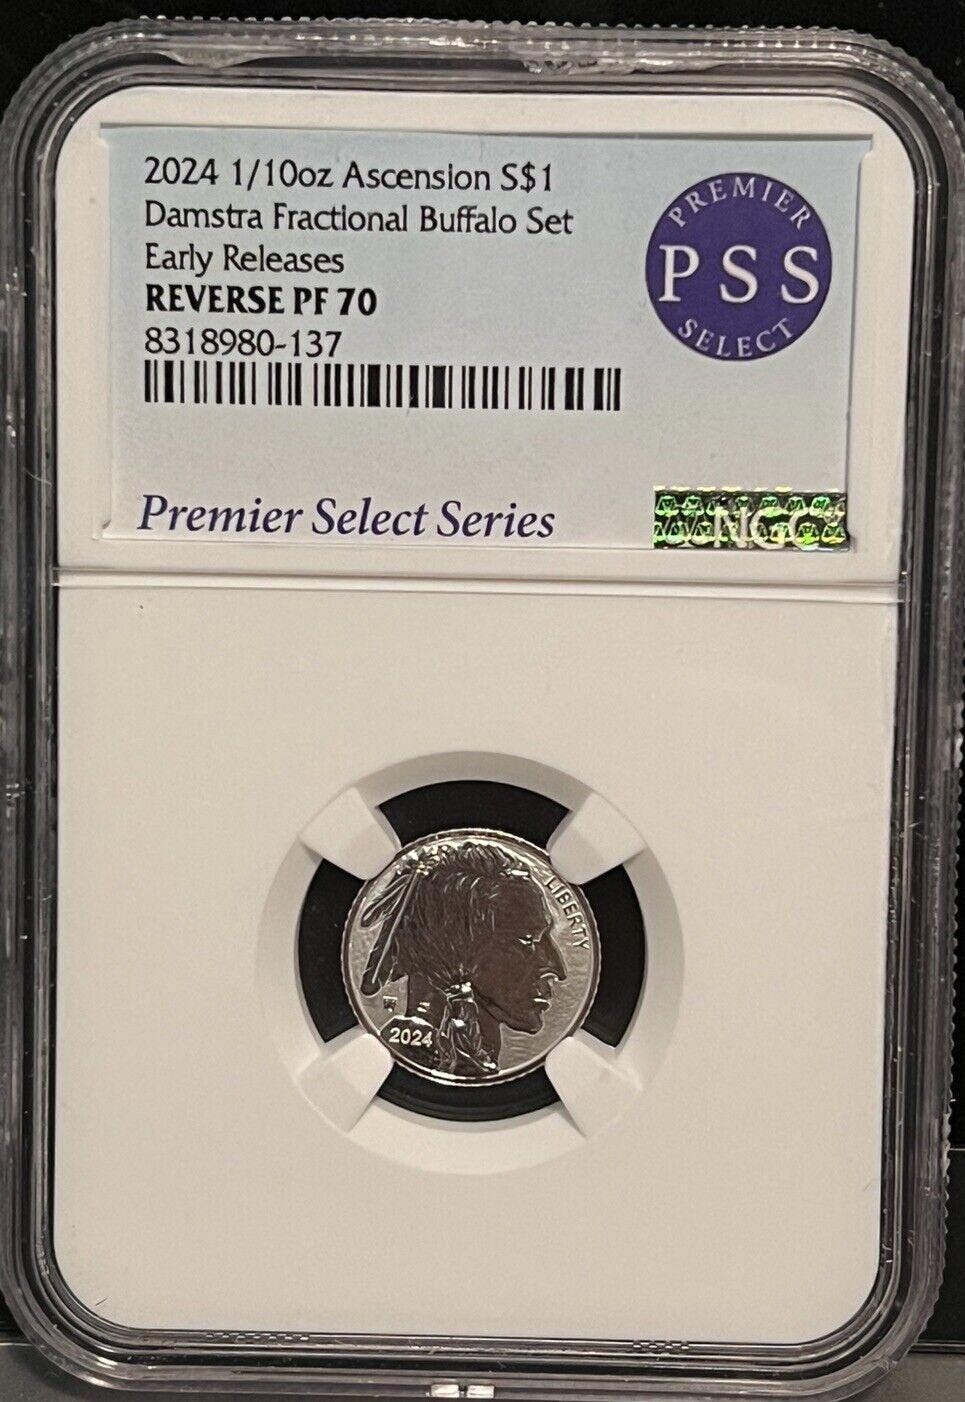 2024 1/10oz Ascension S$1
Damstra Fractional Buffalo Set
Early Releases
REVERSE PF 70
8318980-137
PREMIER
PSS
SELECT
Premier Select Series
NGC
LIBERTY
2024